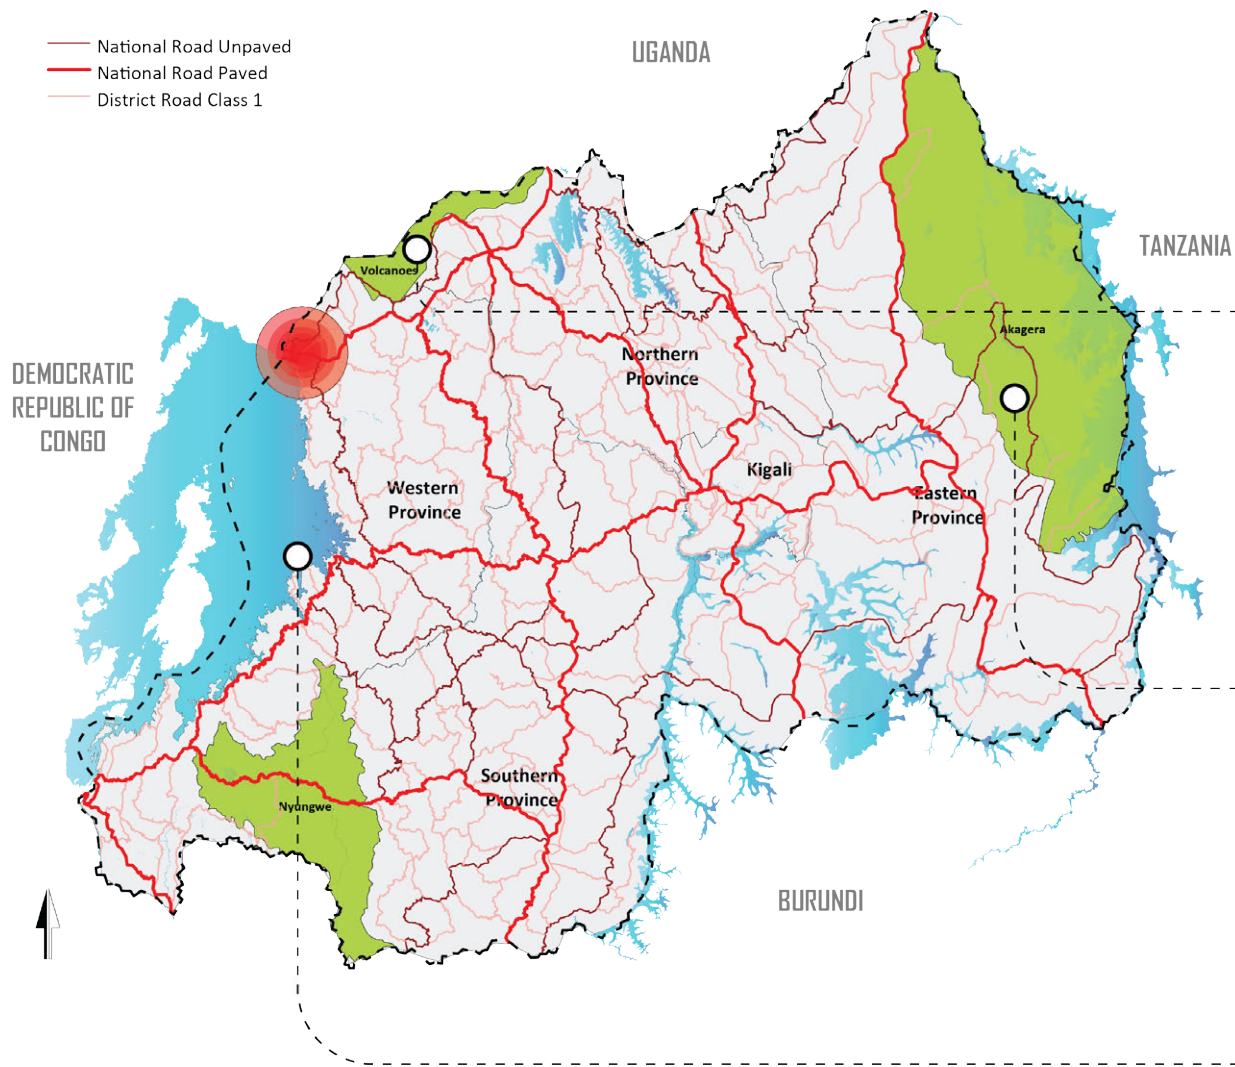 National Road Unpaved
National Road Paved
District Road Class 1
UGANDA
TANZANIA
Volcanoes
Akagera
DEMOCRATIC
REPUBLIC OF
CONGO
Northern
Province
Kigali
Western
Province
Eastern
Province
Southern
Province
Nyungwe
BURUNDI